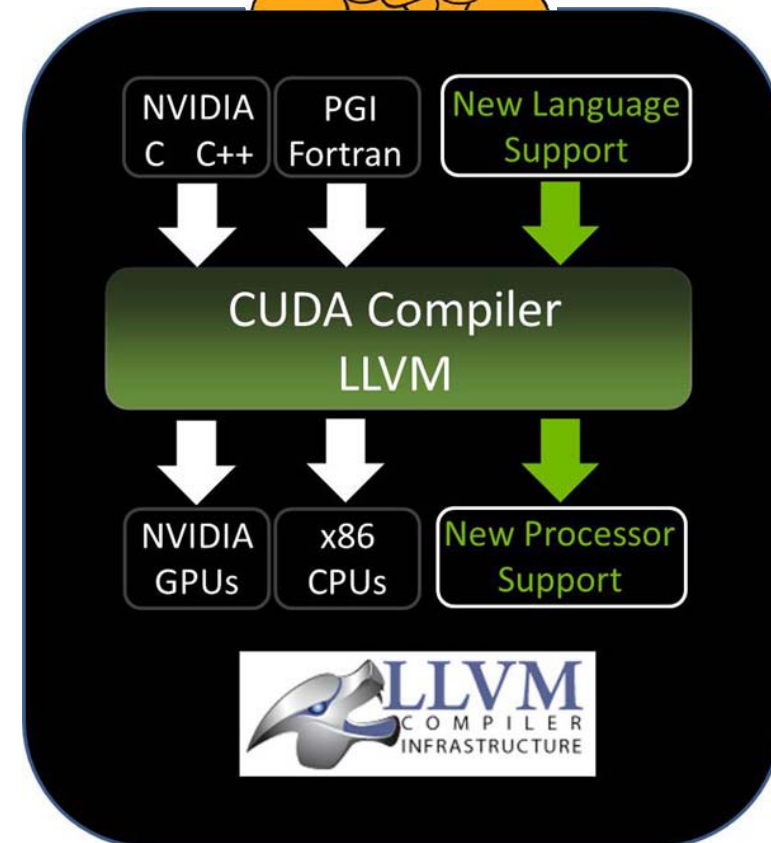 NVIDIA
C C++
PGI
Fortran
New Language
Support
CUDA Compiler
LLVM
NVIDIA
GPUs
x86
CPUs
New Processor
Support
LLVM
COMPILER
INFRASTRUCTURE